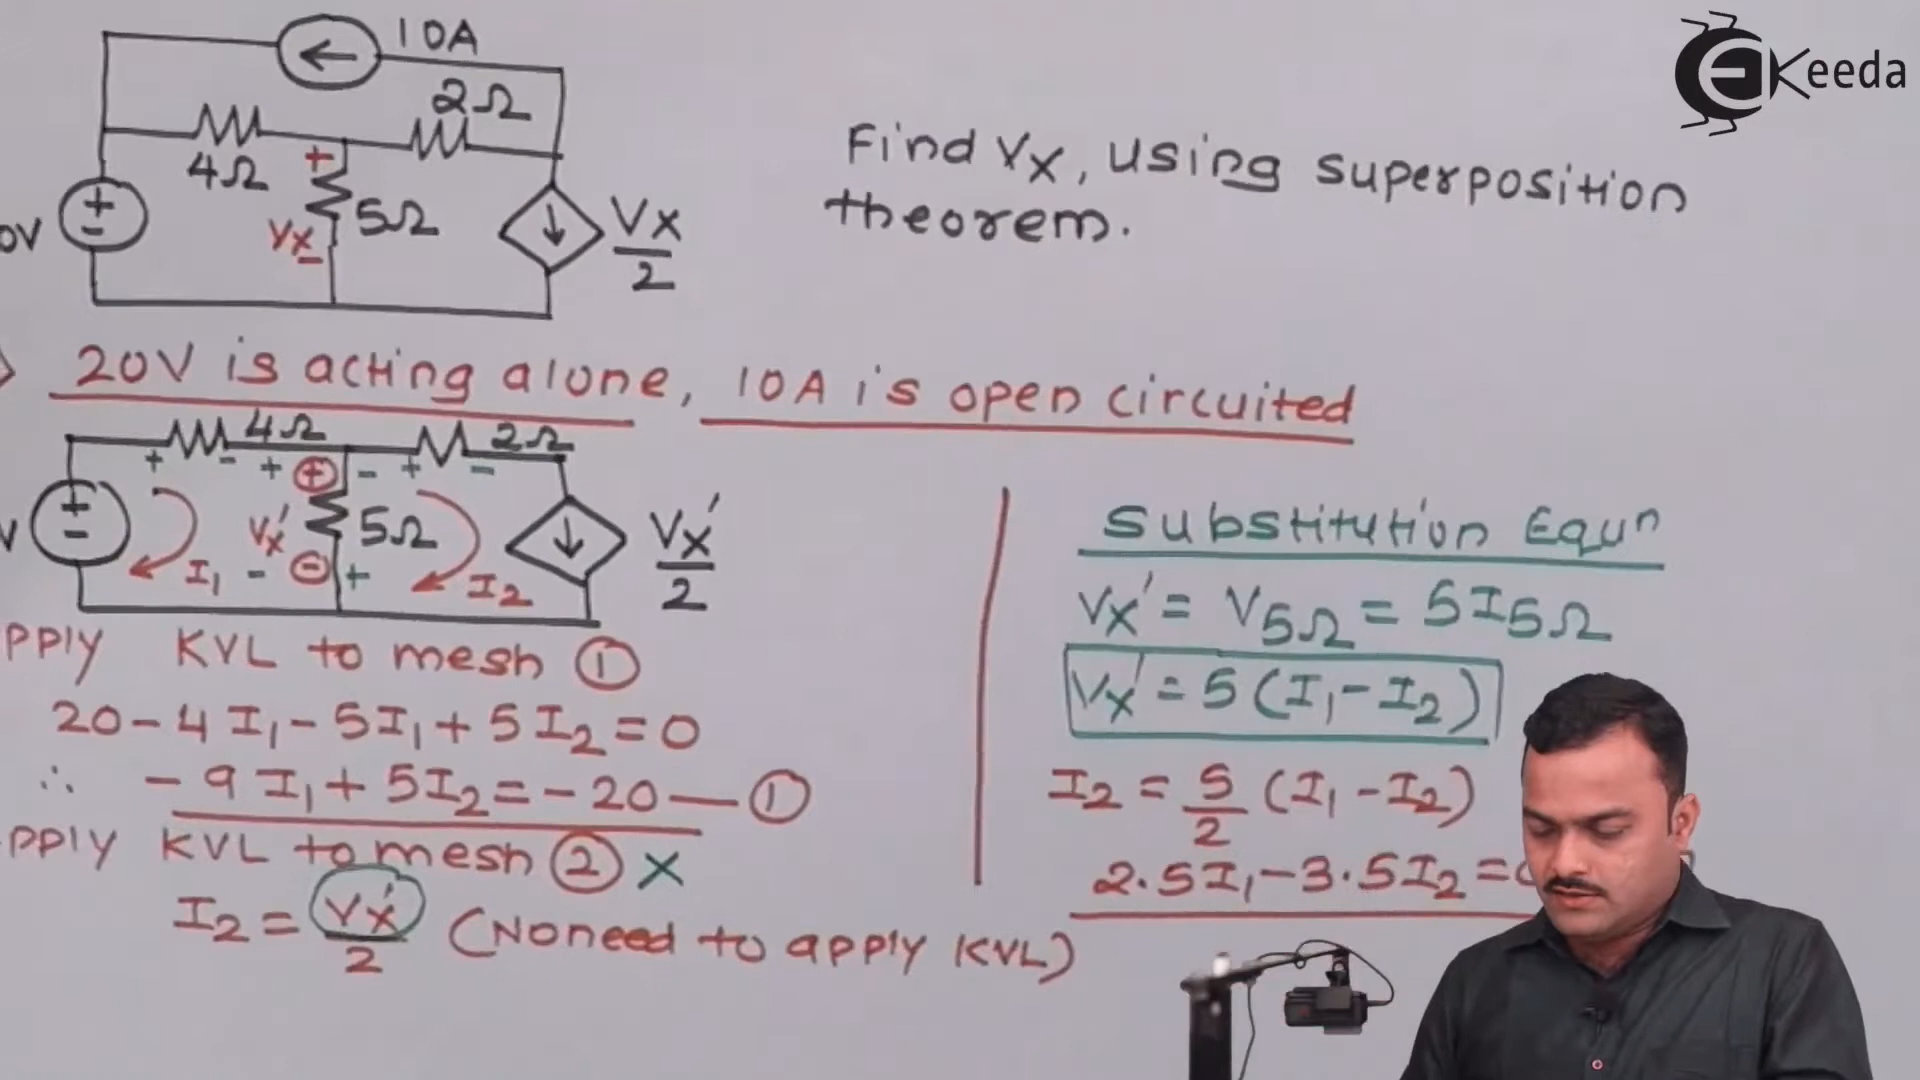 EKeeda
10A
2Ω
4Ω
+
+
-
0V
Vx
-
5Ω
Vx/2
Find Vx, using superposition
theorem.
20V is acting alone, 10A is open circuited
4Ω
2Ω
+ - + + - + -
+
-
V
Vx'
5Ω
I1 - - +
I2
Vx'/2
pply KVL to mesh ①
20-4I1-5I1+5I2=0
∴ -9I1+5I2=-20—①
pply KVL to mesh ② x
I2 = Vx'/2 (No need to apply KVL)
Substitution Equn
Vx' = V5Ω = 5I5Ω
Vx' = 5(I1-I2)
I2 = 5/2 (I1-I2)
2.5I1-3.5I2=